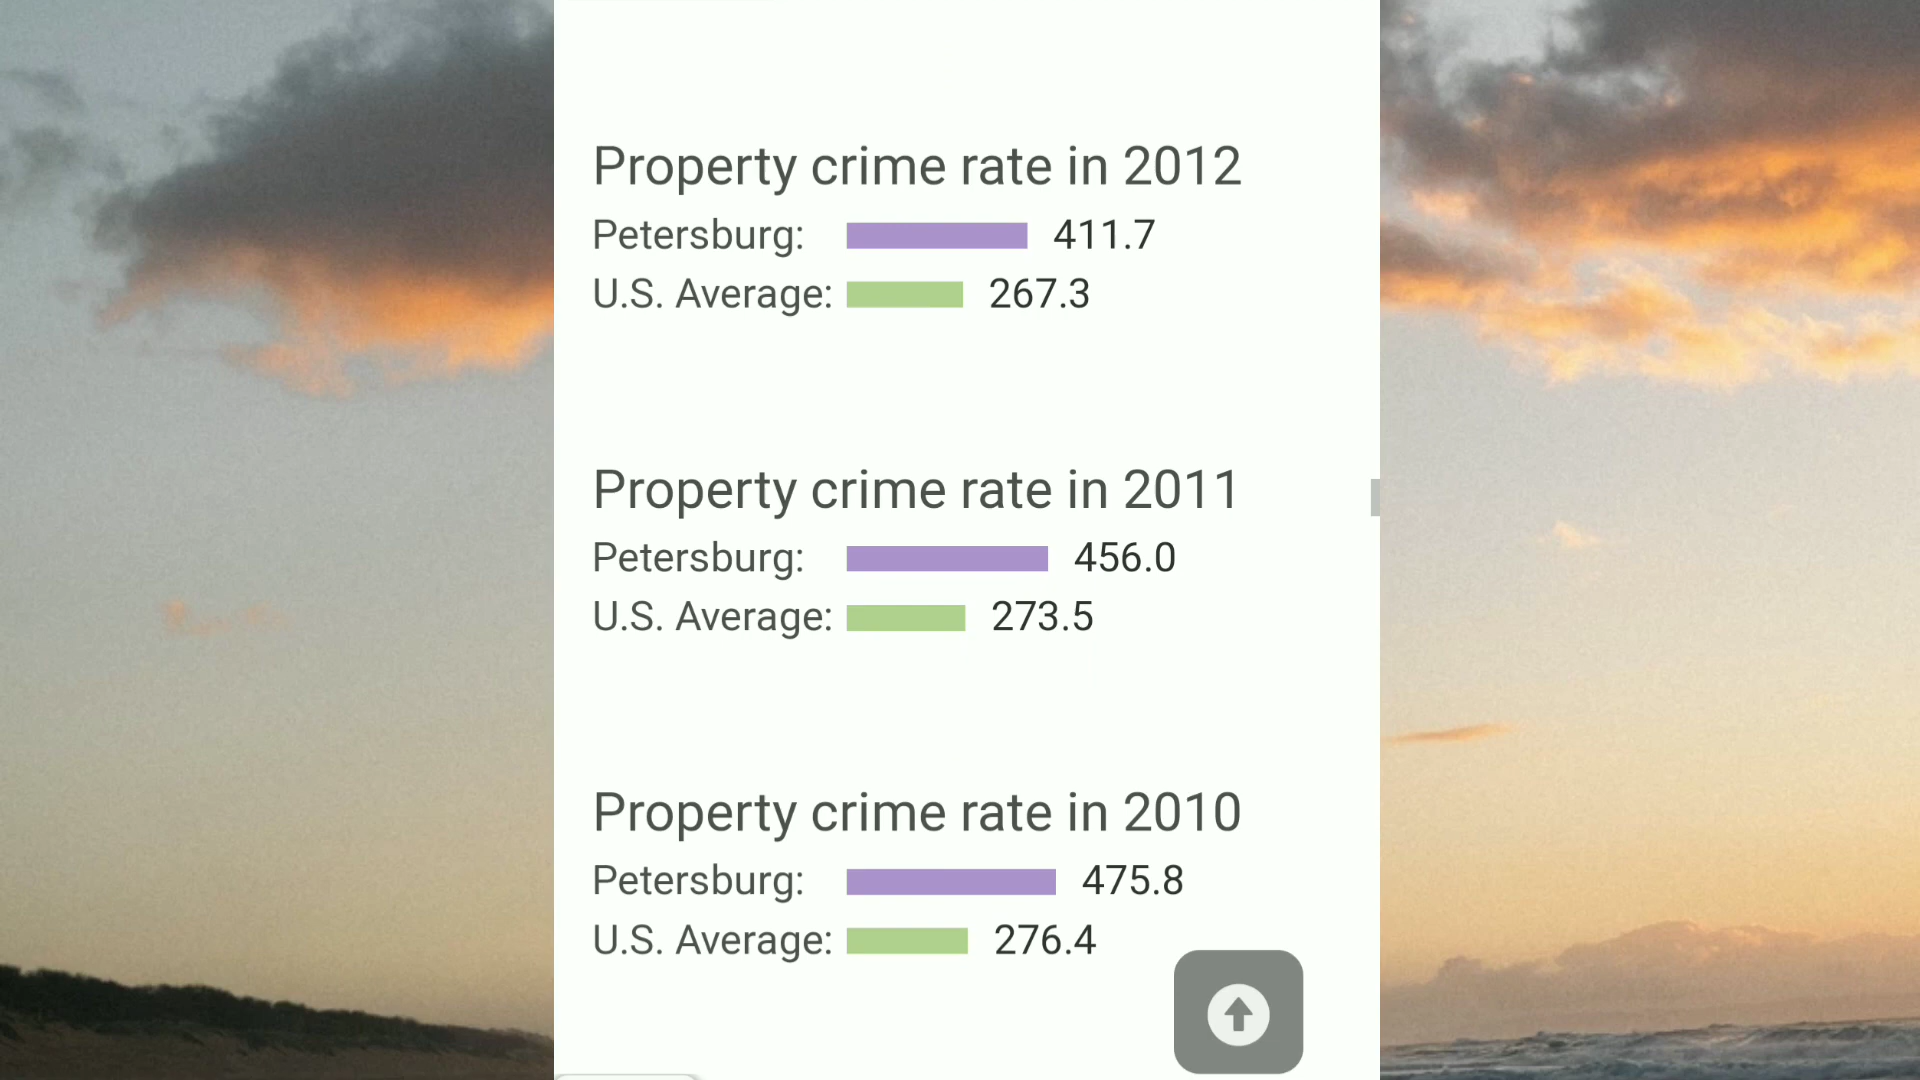 Property crime rate in 2012
Petersburg: 411.7
U.S. Average: 267.3
Property crime rate in 2011
Petersburg: 456.0
U.S. Average: 273.5
Property crime rate in 2010
Petersburg: 475.8
U.S. Average: 276.4